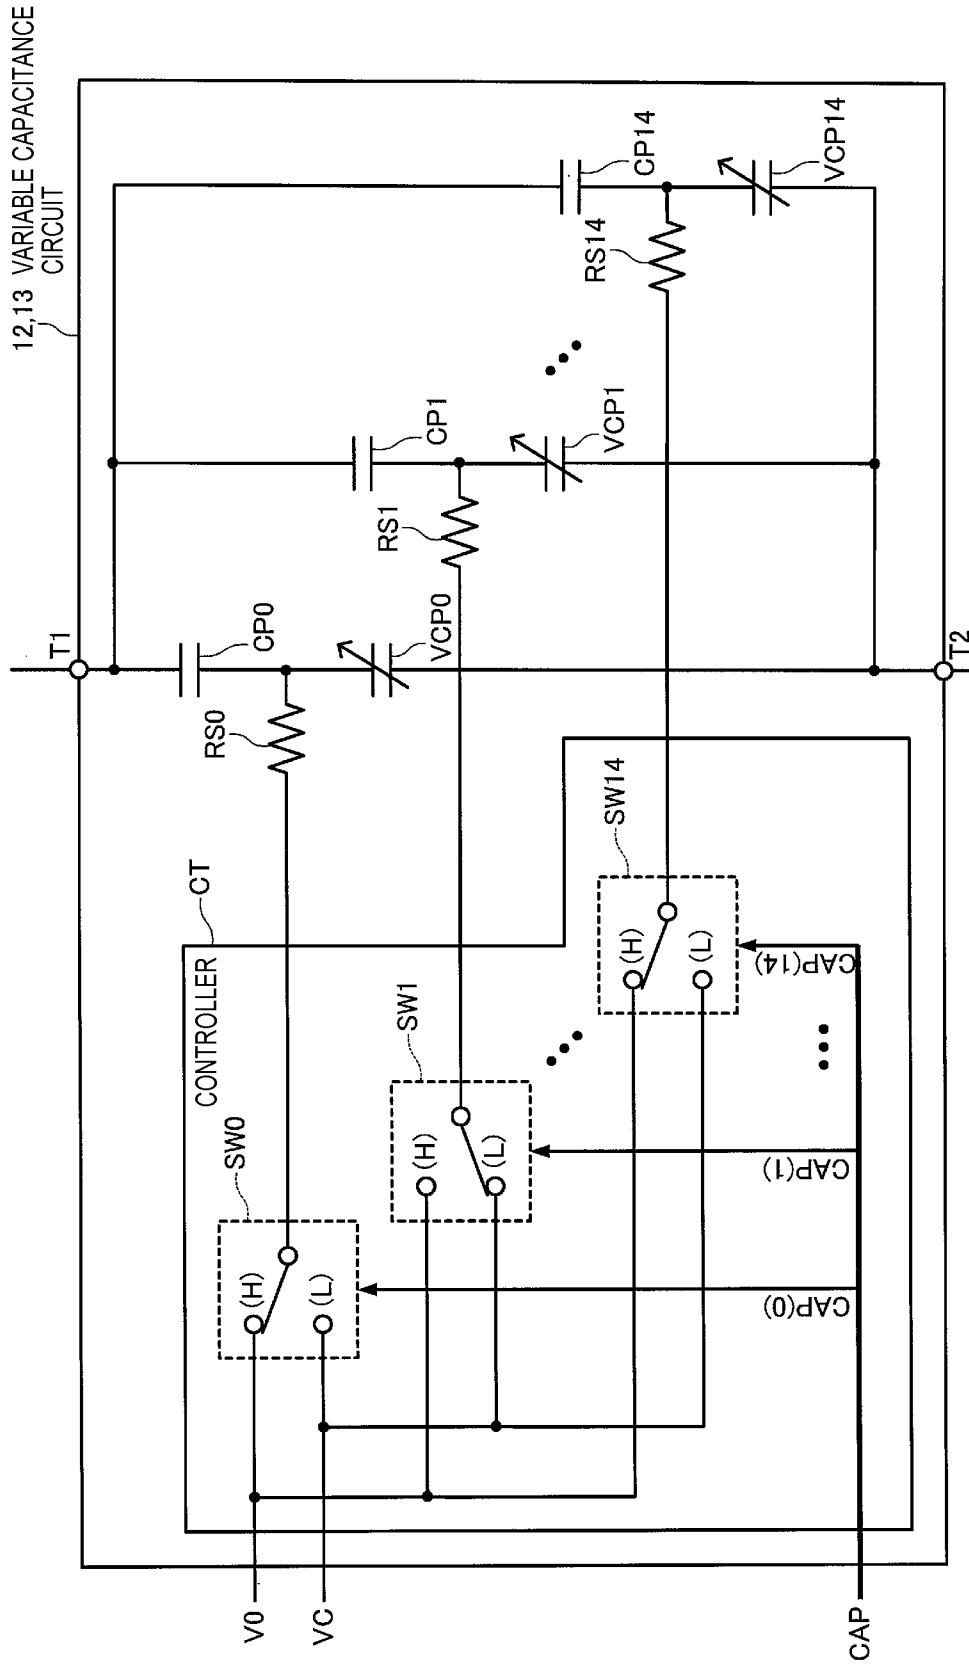 12,13 VARIABLE CAPACITANCE
CIRCUIT
T1
CP0
RS0
VCP0
CP1
RS1
VCP1
CP14
RS14
VCP14
T2
CT
CONTROLLER
SW0
(H)
(L)
SW1
(H)
(L)
SW14
(H)
(L)
CAP(0)
CAP(1)
CAP(14)
V0
VC
CAP